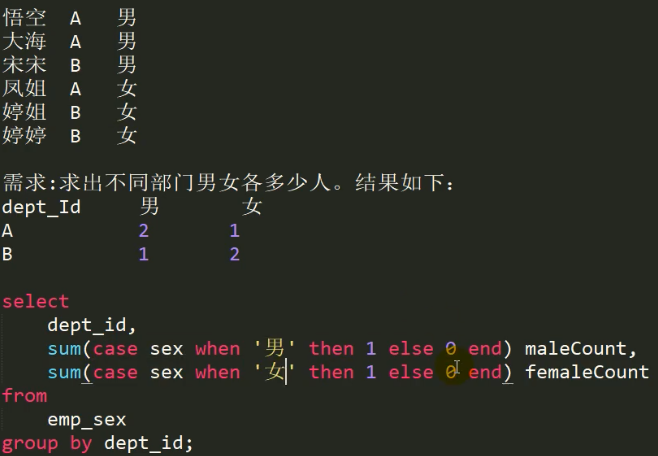 悟空 A 男
大海 A 男
宋宋 B 男
凤姐 A 女
婷姐 B 女
婷婷 B 女
需求:求出不同部门男女各多少人。结果如下：
dept_Id 男 女
A 2 1
B 1 2
select
dept_id,
sum(case sex when '男' then 1 else 0 end) maleCount,
sum(case sex when '女' then 1 else 0 end) femaleCount
from
emp_sex
group by dept_id;